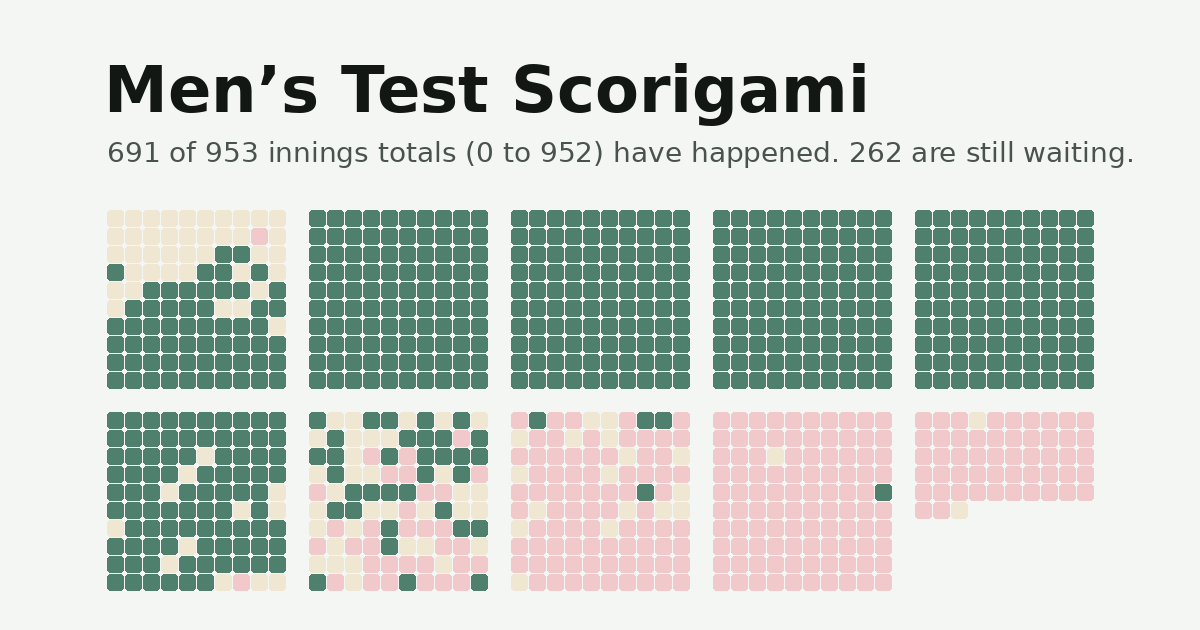 Men’s Test Scorigami
691 of 953 innings totals (0 to 952) have happened. 262 are still waiting.